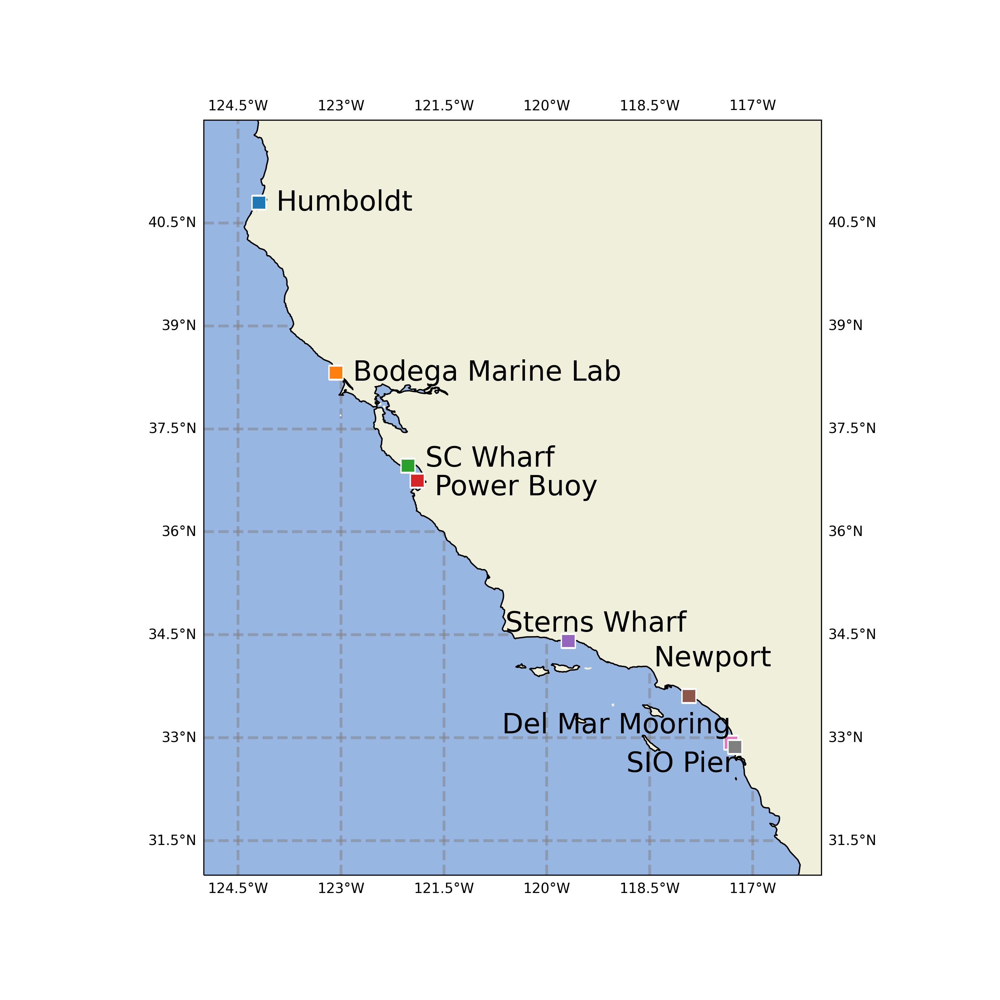 124.5°W 123°W 121.5°W 120°W 118.5°W 117°W
Humboldt
40.5°N 40.5°N
39°N 39°N
Bodega Marine Lab
37.5°N 37.5°N
SC Wharf
Power Buoy
36°N 36°N
Sterns Wharf
34.5°N 34.5°N
Newport
Del Mar Mooring
33°N 33°N
SIO Pier
31.5°N 31.5°N
124.5°W 123°W 121.5°W 120°W 118.5°W 117°W